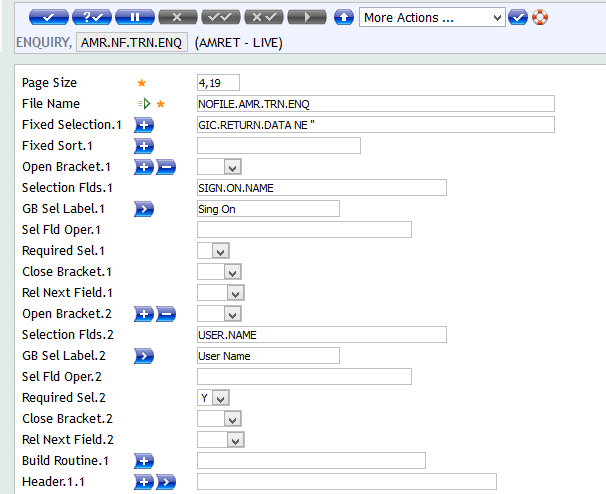 More Actions ...
ENQUIRY, AMR.NF.TRN.ENQ (AMRET - LIVE)
Page Size * 4,19
File Name * NOFILE.AMR.TRN.ENQ
Fixed Selection.1 GIC.RETURN.DATA NE "
Fixed Sort.1
Open Bracket.1
Selection Flds.1 SIGN.ON.NAME
GB Sel Label.1 Sing On
Sel Fld Oper.1
Required Sel.1
Close Bracket.1
Rel Next Field.1
Open Bracket.2
Selection Flds.2 USER.NAME
GB Sel Label.2 User Name
Sel Fld Oper.2
Required Sel.2 Y
Close Bracket.2
Rel Next Field.2
Build Routine.1
Header.1.1